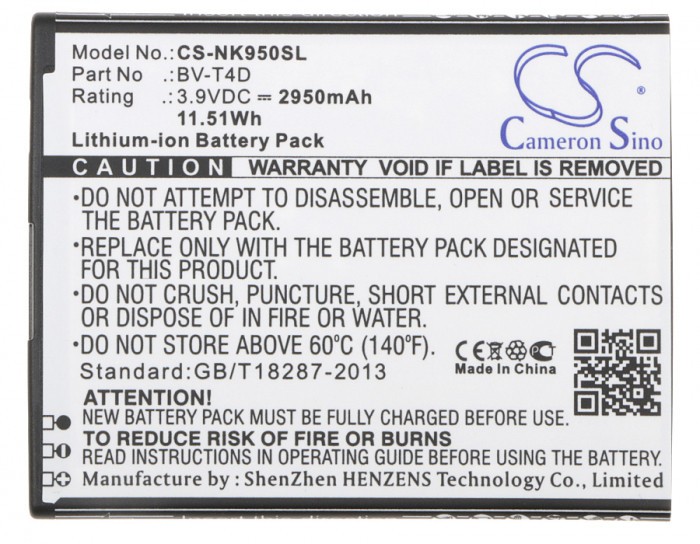 Model No.:CS-NK950SL
Part No :BV-T4D
Rating :3.9VDC ⎓ 2950mAh
11.51Wh
Lithium-ion Battery Pack
CS
Cameron Sino
CAUTION WARRANTY VOID IF LABEL IS REMOVED!
·DO NOT ATTEMPT TO DISASSEMBLE, OPEN OR SERVICE
THE BATTERY PACK.
·REPLACE ONLY WITH THE BATTERY PACK DESIGNATED
FOR THIS DEVICE.
·DO NOT CRUSH, PUNCTURE, SHORT EXTERNAL CONTACTS
OR DISPOSE OF IN FIRE OR WATER.
·DO NOT STORE ABOVE 60℃ (140℉).
Standard:GB/T18287-2013
CE
Made in China
ATTENTION!
NEW BATTERY PACK MUST BE FULLY CHARGED BEFORE USE.
TO REDUCE RISK OF FIRE OR BURNS
READ INSTRUCTIONS IN OPERATING GUIDE BEFORE USE.
Manufacture by : ShenZhen HENZENS Technology Co., Limited